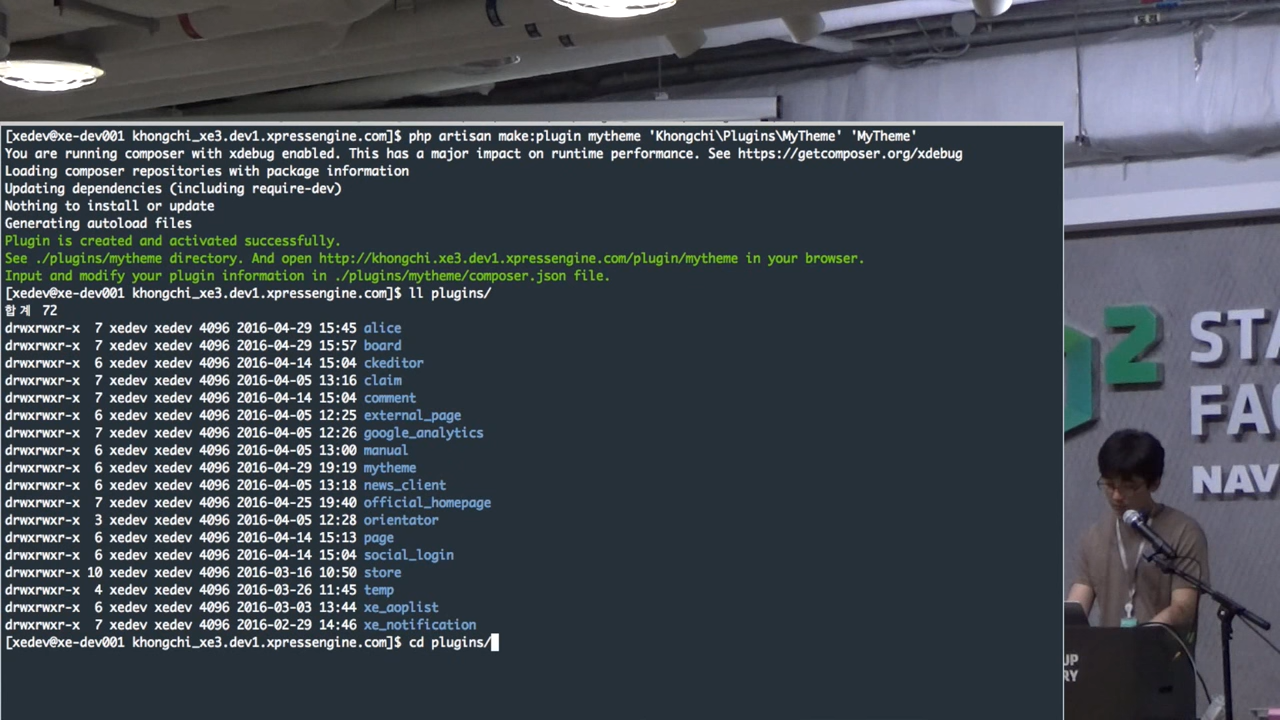 [xedev@xe-dev001 khongchi_xe3.dev1.xpressengine.com]$ php artisan make:plugin mytheme 'Khongchi\Plugins\MyTheme' 'MyTheme'
You are running composer with xdebug enabled. This has a major impact on runtime performance. See https://getcomposer.org/xdebug
Loading composer repositories with package information
Updating dependencies (including require-dev)
Nothing to install or update
Generating autoload files
Plugin is created and activated successfully.
See ./plugins/mytheme directory. And open http://khongchi.xe3.dev1.xpressengine.com/plugin/mytheme in your browser.
Input and modify your plugin information in ./plugins/mytheme/composer.json file.
[xedev@xe-dev001 khongchi_xe3.dev1.xpressengine.com]$ ll plugins/
합계 72
drwxrwxr-x  7 xedev xedev 4096 2016-04-29 15:45 alice
drwxrwxr-x  7 xedev xedev 4096 2016-04-29 15:57 board
drwxrwxr-x  6 xedev xedev 4096 2016-04-14 15:04 ckeditor
drwxrwxr-x  7 xedev xedev 4096 2016-04-05 13:16 claim
drwxrwxr-x  7 xedev xedev 4096 2016-04-14 15:04 comment
drwxrwxr-x  6 xedev xedev 4096 2016-04-05 12:25 external_page
drwxrwxr-x  7 xedev xedev 4096 2016-04-05 12:26 google_analytics
drwxrwxr-x  6 xedev xedev 4096 2016-04-05 13:00 manual
drwxrwxr-x  6 xedev xedev 4096 2016-04-29 19:19 mytheme
drwxrwxr-x  6 xedev xedev 4096 2016-04-05 13:18 news_client
drwxrwxr-x  7 xedev xedev 4096 2016-04-25 19:40 official_homepage
drwxrwxr-x  3 xedev xedev 4096 2016-04-05 12:28 orientator
drwxrwxr-x  6 xedev xedev 4096 2016-04-14 15:13 page
drwxrwxr-x  6 xedev xedev 4096 2016-04-14 15:04 social_login
drwxrwxr-x 10 xedev xedev 4096 2016-03-16 10:50 store
drwxrwxr-x  4 xedev xedev 4096 2016-03-26 11:45 temp
drwxrwxr-x  6 xedev xedev 4096 2016-03-03 13:44 xe_aoplist
drwxrwxr-x  7 xedev xedev 4096 2016-02-29 14:46 xe_notification
[xedev@xe-dev001 khongchi_xe3.dev1.xpressengine.com]$ cd plugins/
2
STA
FAC
NAV
UP
RY